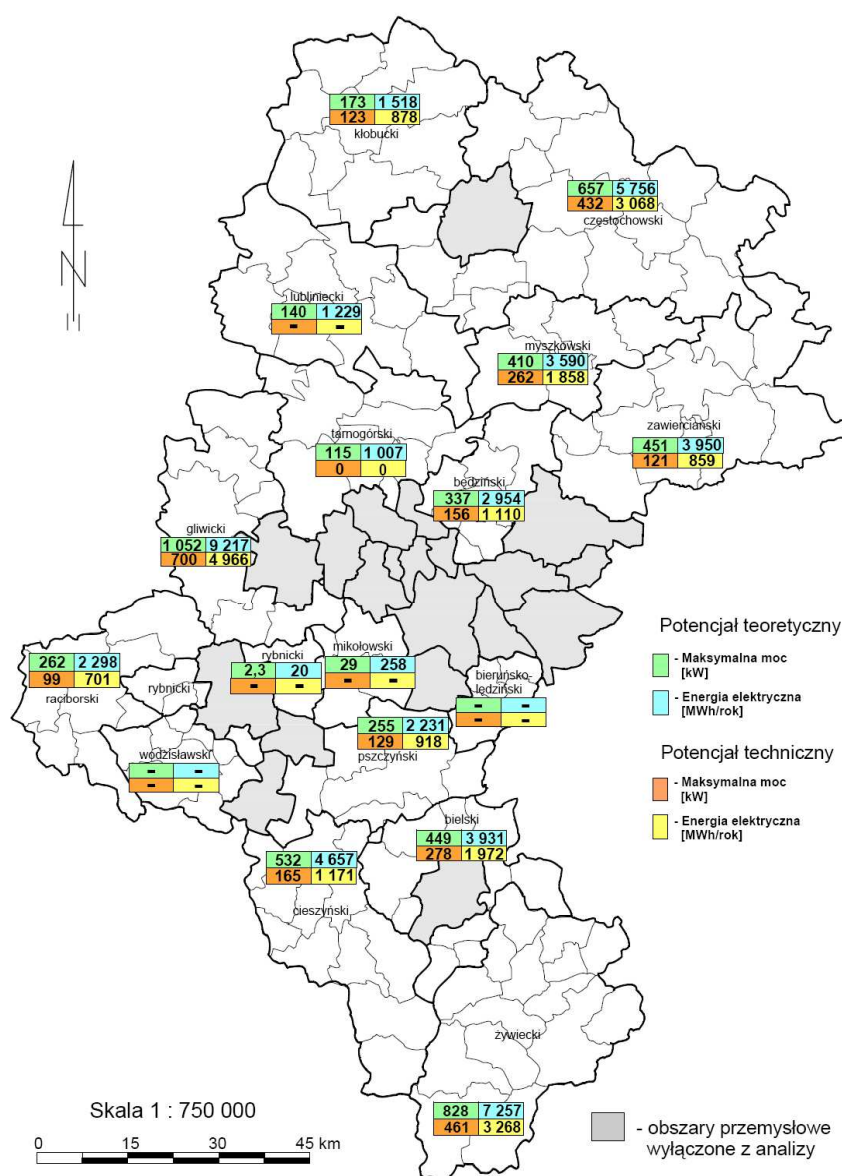 173 1 518
123 878
kłobucki
657 5 756
432 3 068
częstochowski
N
lubliniecki
140 1 229
- -
myszkowski
410 3 590
262 1 858
zawierciański
451 3 950
121 859
tarnogórski
115 1 007
0 0
będziński
337 2 954
156 1 110
gliwicki
1 052 9 217
700 4 966
Potencjał teoretyczny
- Maksymalna moc
[kW]
- Energia elektryczna
[MWh/rok]
Potencjał techniczny
- Maksymalna moc
[kW]
- Energia elektryczna
[MWh/rok]
262 2 298
99 701
raciborski
rybnicki
rybnicki
2,3 20
- -
mikołowski
29 258
- -
bieruńsko-
lędziński
- -
- -
255 2 231
129 918
pszczyński
wodzisławski
- -
- -
bielski
449 3 931
278 1 972
532 4 657
165 1 171
cieszyński
żywiecki
828 7 257
461 3 268
Skala 1 : 750 000
0 15 30 45 km
- obszary przemysłowe
wyłączone z analizy